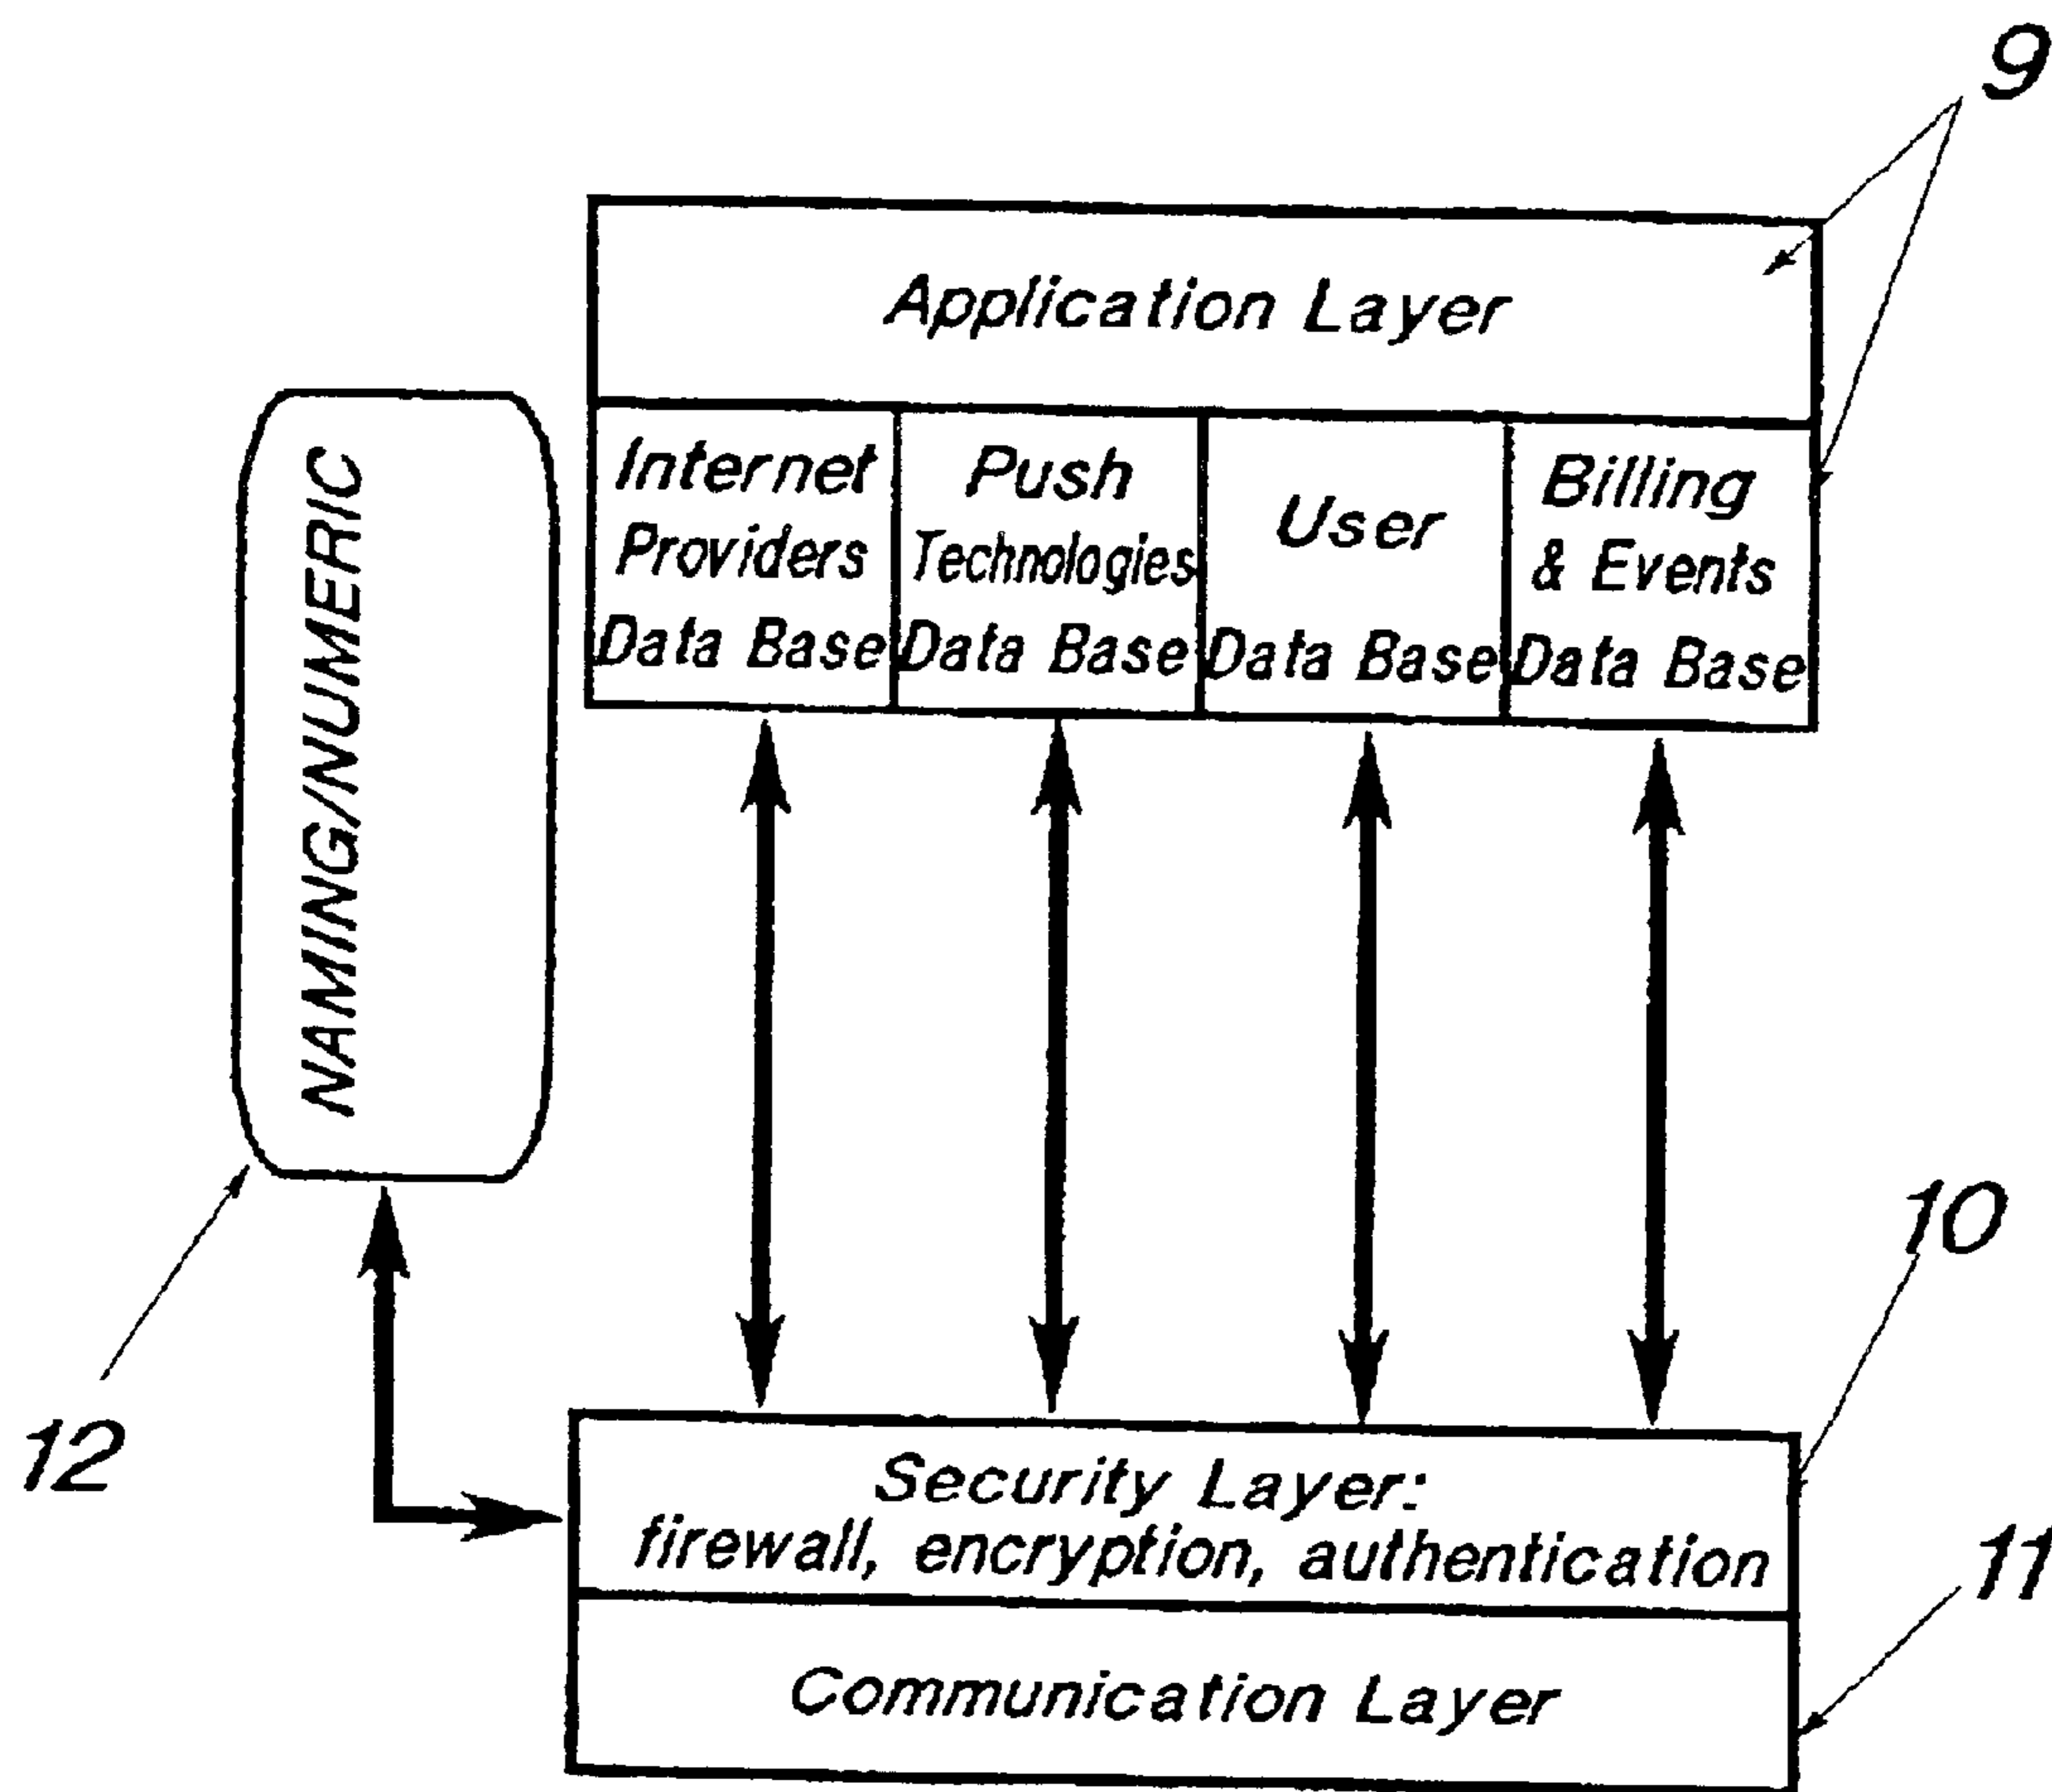 9
Application Layer
Internet
Providers
Data Base
Push
Technologies
Data Base
User
Data Base
Billing
& Events
Data Base
NAMING/NUMERIC
10
12
Security Layer:
firewall, encryption, authentication
11
Communication Layer